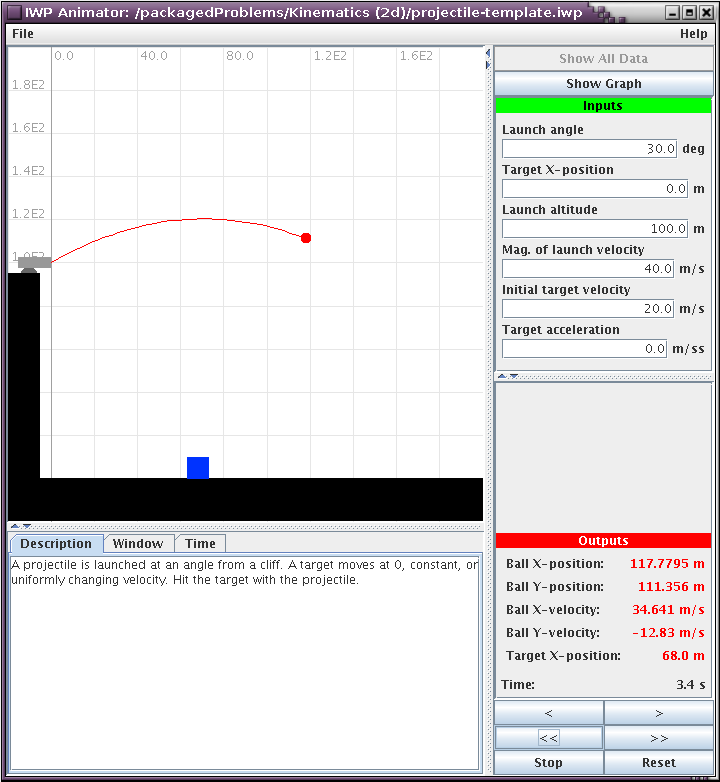 IWP Animator: /packagedProblems/Kinematics (2d)/projectile-template.iwp
File Help
0.0 40.0 80.0 1.2E2 1.6E2
1.8E2
1.6E2
1.4E2
1.2E2
1.0E2
Show All Data
Show Graph
Inputs
Launch angle
30.0 deg
Target X-position
0.0 m
Launch altitude
100.0 m
Mag. of launch velocity
40.0 m/s
Initial target velocity
20.0 m/s
Target acceleration
0.0 m/ss
Outputs
Ball X-position: 117.7795 m
Ball Y-position: 111.356 m
Ball X-velocity: 34.641 m/s
Ball Y-velocity: -12.83 m/s
Target X-position: 68.0 m
Time: 3.4 s
< >
<< >>
Stop Reset
Description Window Time
A projectile is launched at an angle from a cliff. A target moves at 0, constant, or
uniformly changing velocity. Hit the target with the projectile.